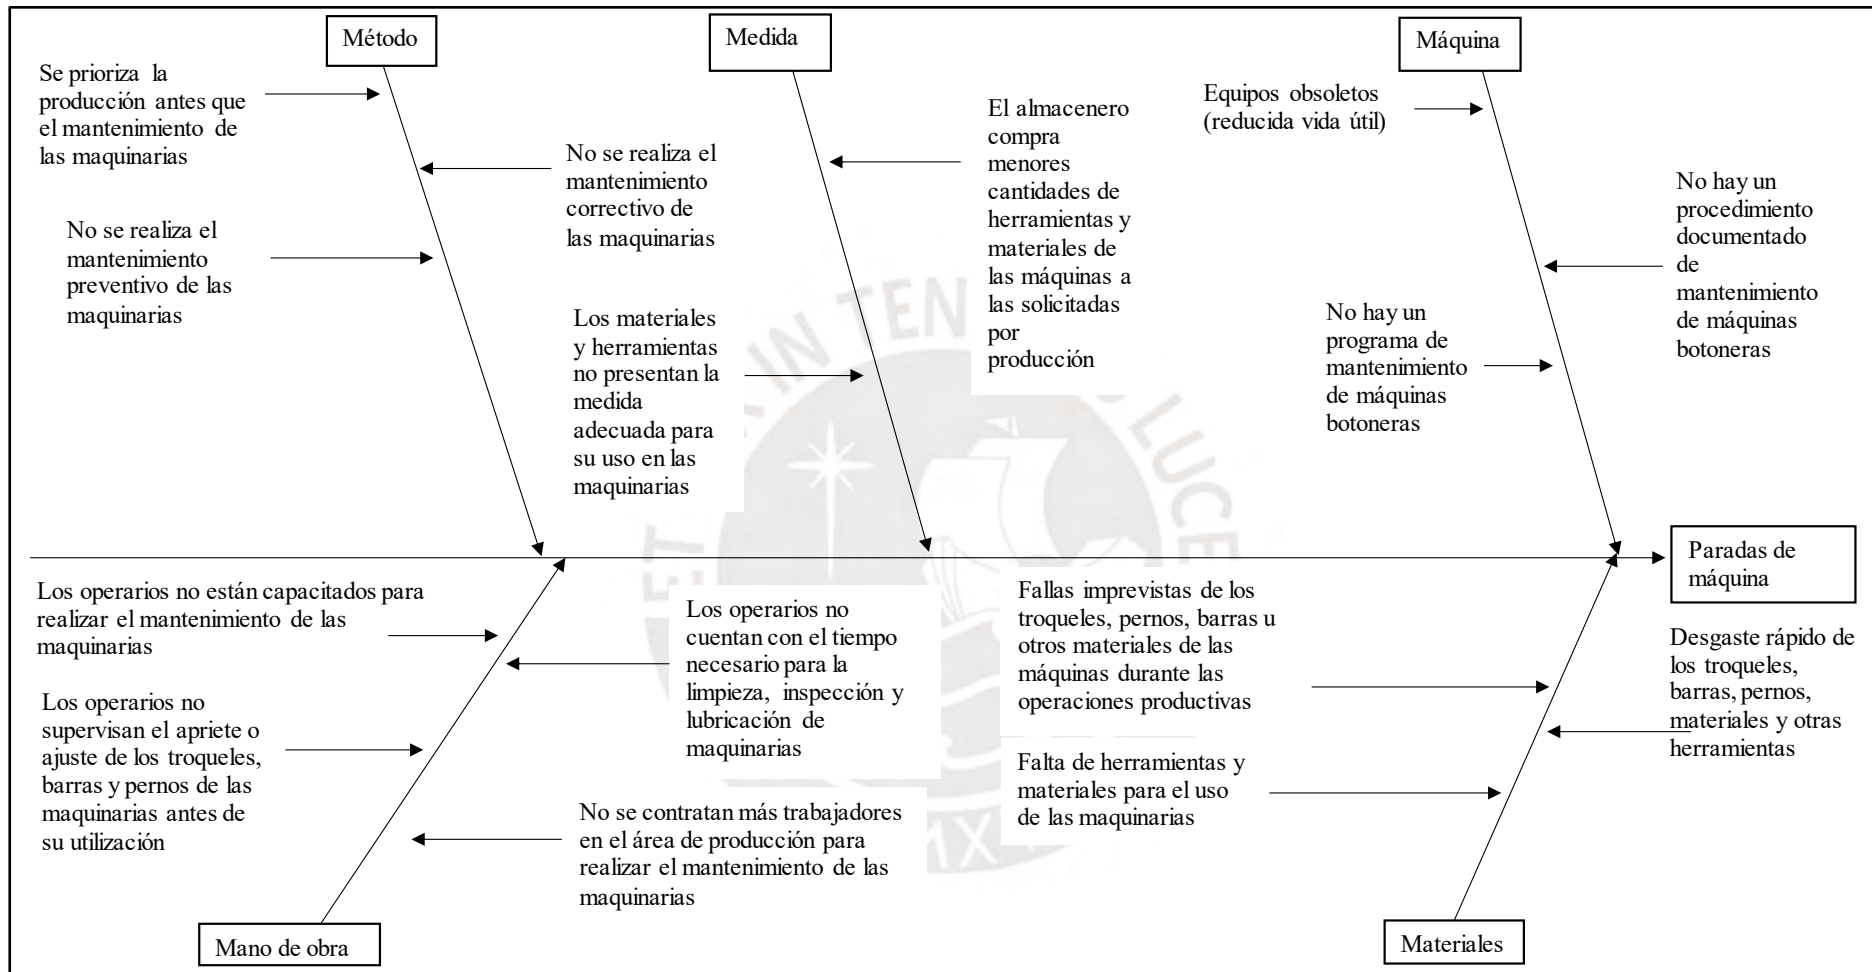 Método
Medida
Máquina
Se prioriza la
producción antes que
el mantenimiento de
las maquinarias
No se realiza el
mantenimiento
correctivo de
las maquinarias
No se realiza el
mantenimiento
preventivo de las
maquinarias
El almacenero
compra
menores
cantidades de
herramientas y
materiales de
las máquinas a
las solicitadas
por
producción
Los materiales
y herramientas
no presentan la
medida
adecuada para
su uso en las
maquinarias
Equipos obsoletos
(reducida vida útil)
No hay un
procedimiento
documentado
de
mantenimiento
de máquinas
botoneras
No hay un
programa de
mantenimiento
de máquinas
botoneras
Paradas de
máquina
Los operarios no están capacitados para
realizar el mantenimiento de las
maquinarias
Los operarios no
cuentan con el tiempo
necesario para la
limpieza, inspección y
lubricación de
maquinarias
Los operarios no
supervisan el apriete o
ajuste de los troqueles,
barras y pernos de las
maquinarias antes de
su utilización
No se contratan más trabajadores
en el área de producción para
realizar el mantenimiento de las
maquinarias
Fallas imprevistas de los
troqueles, pernos, barras u
otros materiales de las
máquinas durante las
operaciones productivas
Desgaste rápido de
los troqueles,
barras, pernos,
materiales y otras
herramientas
Falta de herramientas y
materiales para el uso
de las maquinarias
Mano de obra
Materiales
ET
IN TEN
LUCE
MX